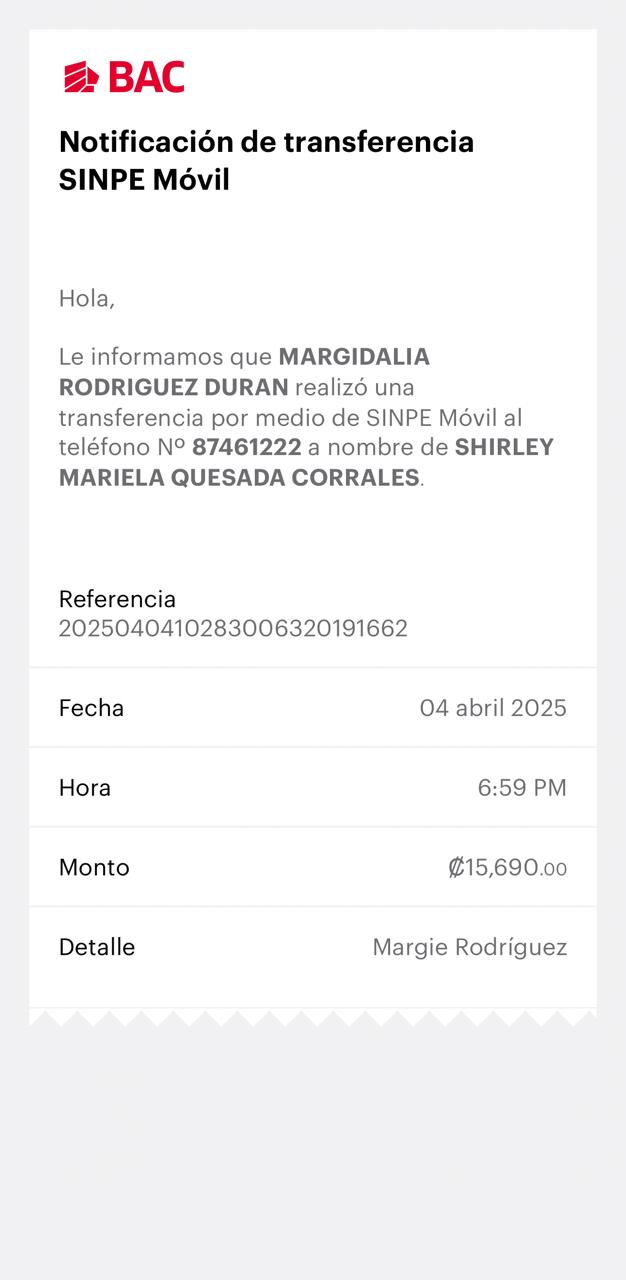 BAC
Notificación de transferencia
SINPE Móvil
Hola,
Le informamos que MARGIDALIA
RODRIGUEZ DURAN realizó una
transferencia por medio de SINPE Móvil al
teléfono Nº 87461222 a nombre de SHIRLEY
MARIELA QUESADA CORRALES.
Referencia
2025040410283006320191662
Fecha 04 abril 2025
Hora 6:59 PM
Monto ₡15,690.00
Detalle Margie Rodríguez